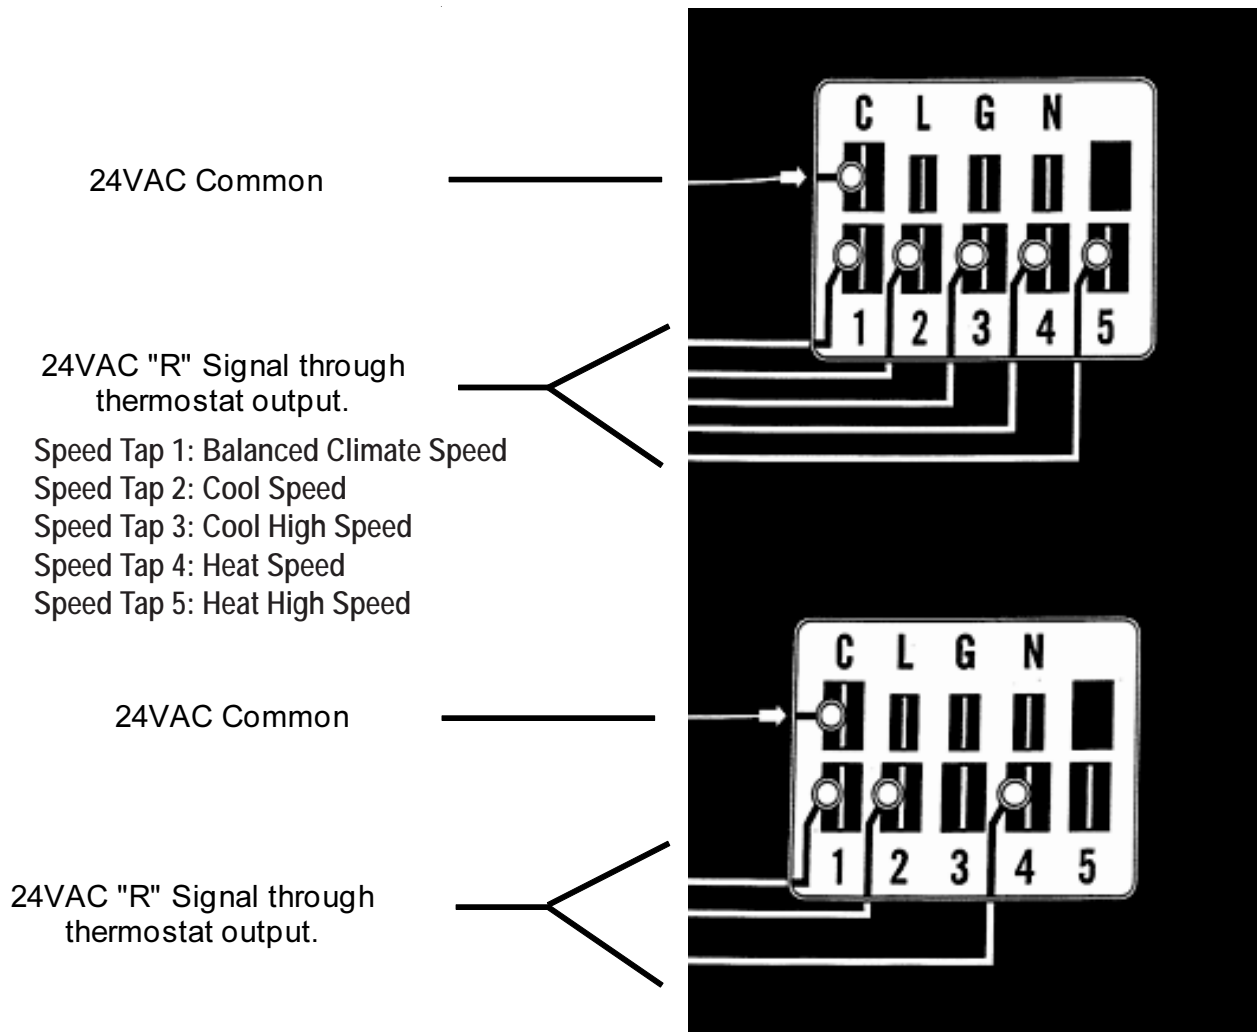 C L G N
24VAC Common
1 2 3 4 5
24VAC "R" Signal through
thermostat output.
Speed Tap 1: Balanced Climate Speed
Speed Tap 2: Cool Speed
Speed Tap 3: Cool High Speed
Speed Tap 4: Heat Speed
Speed Tap 5: Heat High Speed
C L G N
24VAC Common
1 2 3 4 5
24VAC "R" Signal through
thermostat output.